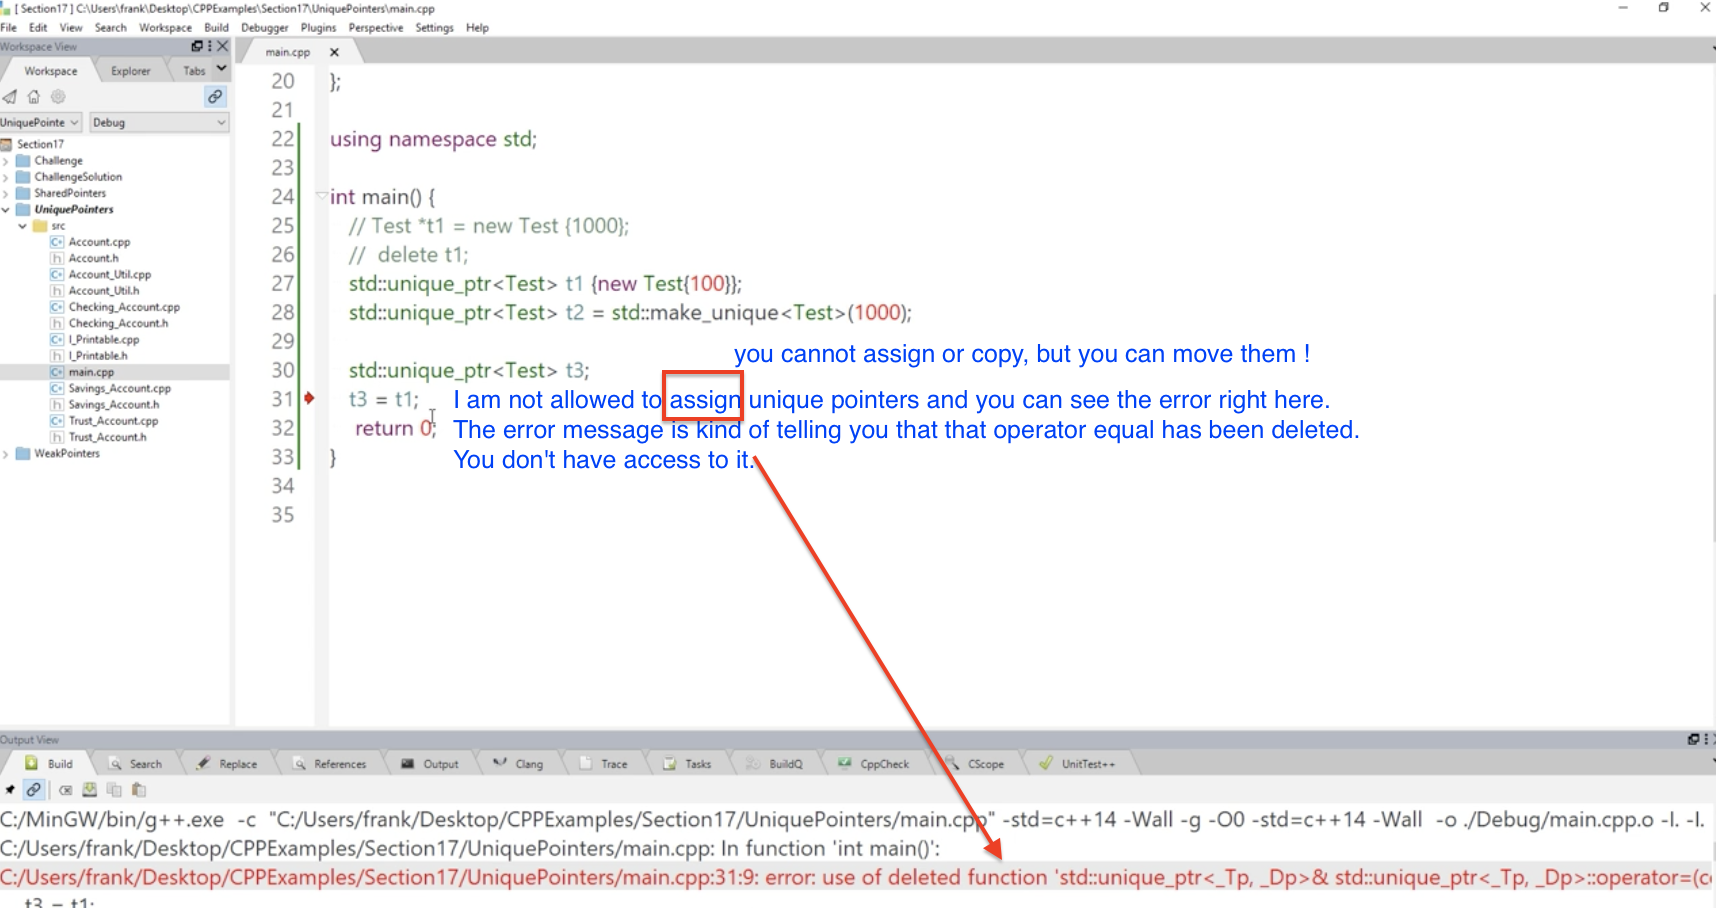 [ Section17 ] C:\Users\frank\Desktop\CPPExamples\Section17\UniquePointers\main.cpp
File Edit View Search Workspace Build Debugger Plugins Perspective Settings Help
Workspace View
main.cpp
Workspace Explorer Tabs
UniquePointe Debug
Section17
Challenge
ChallengeSolution
SharedPointers
UniquePointers
src
Account.cpp
Account.h
Account_Util.cpp
Account_Util.h
Checking_Account.cpp
Checking_Account.h
I_Printable.cpp
I_Printable.h
main.cpp
Savings_Account.cpp
Savings_Account.h
Trust_Account.cpp
Trust_Account.h
WeakPointers
20 };
21
22 using namespace std;
23
24 int main() {
25 // Test *t1 = new Test {1000};
26 // delete t1;
27 std::unique_ptr<Test> t1 {new Test{100}};
28 std::unique_ptr<Test> t2 = std::make_unique<Test>(1000);
29
you cannot assign or copy, but you can move them !
30 std::unique_ptr<Test> t3;
31 t3 = t1; I am not allowed to assign unique pointers and you can see the error right here.
32 return 0; The error message is kind of telling you that that operator equal has been deleted.
33 } You don't have access to it.
34
35
Output View
Build Search Replace References Output Clang Trace Tasks BuildQ CppCheck CScope UnitTest++
C:/MinGW/bin/g++.exe -c "C:/Users/frank/Desktop/CPPExamples/Section17/UniquePointers/main.cpp" -std=c++14 -Wall -g -O0 -std=c++14 -Wall -o ./Debug/main.cpp.o -I. -I.
C:/Users/frank/Desktop/CPPExamples/Section17/UniquePointers/main.cpp: In function 'int main()':
C:/Users/frank/Desktop/CPPExamples/Section17/UniquePointers/main.cpp:31:9: error: use of deleted function 'std::unique_ptr<_Tp, _Dp>& std::unique_ptr<_Tp, _Dp>::operator=(c
t3 = t1;